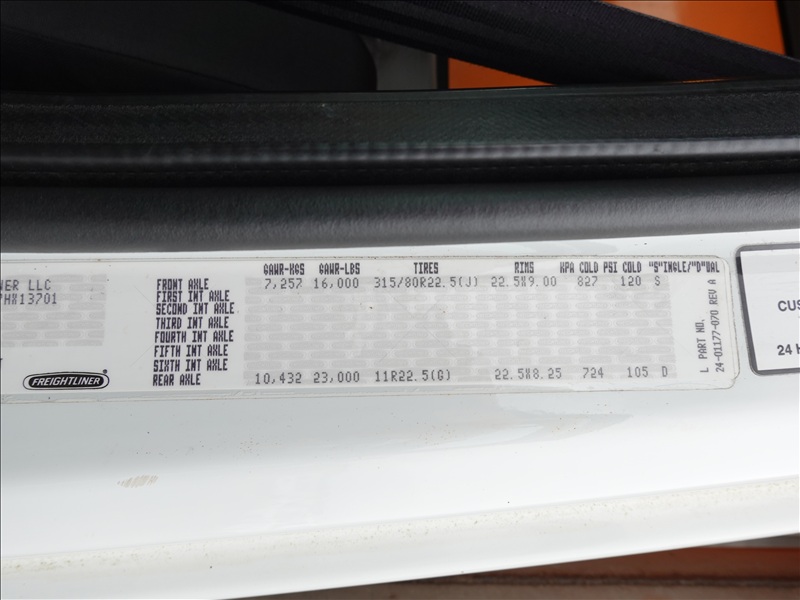 GAWR-KGS GAWR-LBS TIRES RIMS KPA COLD PSI COLD "S"INGLE/"D"UAL
NER LLC
FRONT AXLE 7,257 16,000 315/80R22.5(J) 22.5X9.00 827 120 S
13701
FIRST INT AXLE
SECOND INT AXLE
THIRD INT AXLE
FOURTH INT AXLE
FIFTH INT AXLE
SIXTH INT AXLE
REAR AXLE 10,432 23,000 11R22.5(G) 22.5X8.25 724 105 D
FREIGHTLINER
L PART NO.
24-01177-070 REV A
CUS
24 H